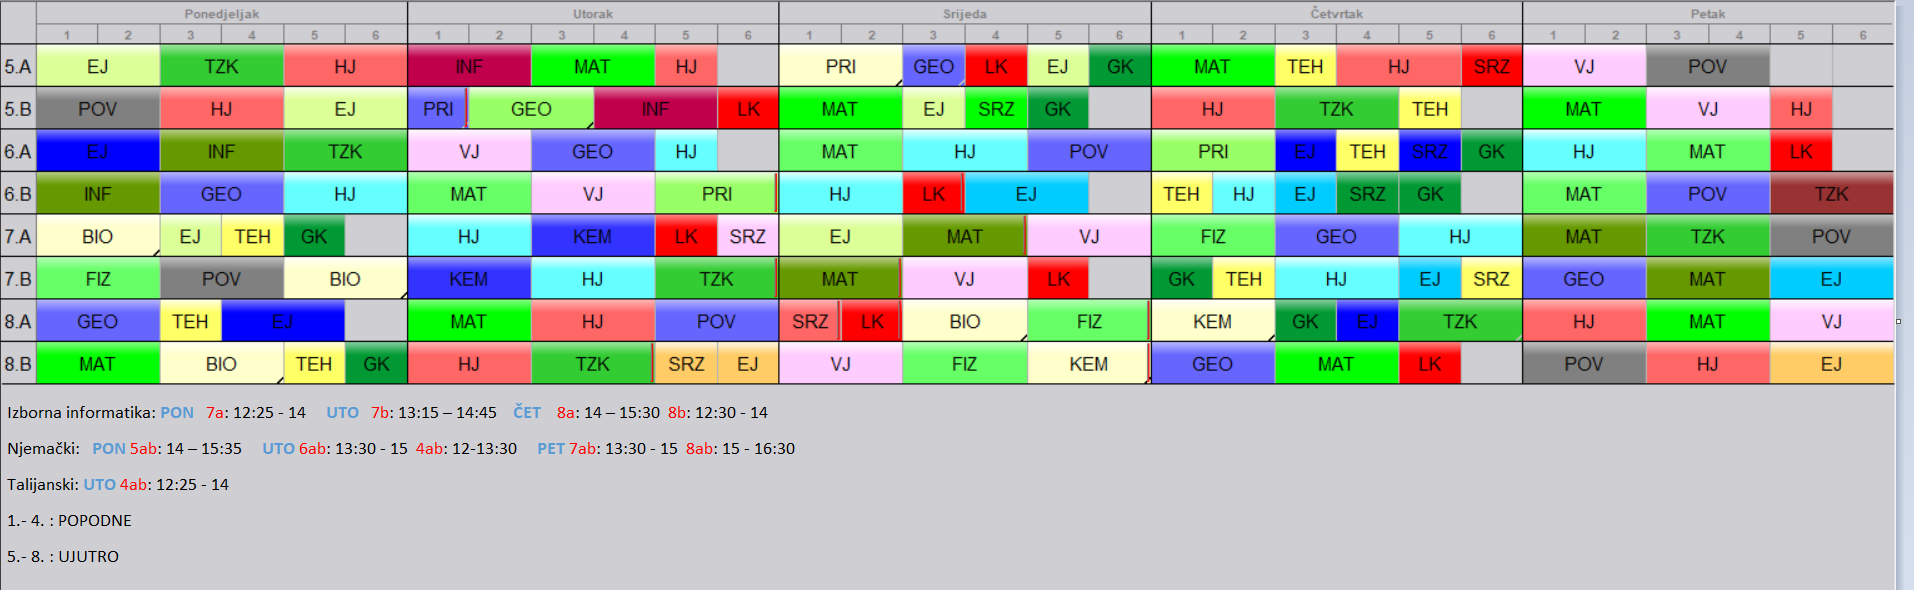 Ponedjeljak Utorak Srijeda Četvrtak Petak
1 2 3 4 5 6 1 2 3 4 5 6 1 2 3 4 5 6 1 2 3 4 5 6 1 2 3 4 5 6
5.A EJ TZK HJ INF MAT HJ PRI GEO LK EJ GK MAT TEH HJ SRZ VJ POV
5.B POV HJ EJ PRI GEO INF LK MAT EJ SRZ GK HJ TZK TEH MAT VJ HJ
6.A EJ INF TZK VJ GEO HJ MAT HJ POV PRI EJ TEH SRZ GK HJ MAT LK
6.B INF GEO HJ MAT VJ PRI HJ LK EJ TEH HJ EJ SRZ GK MAT POV TZK
7.A BIO EJ TEH GK HJ KEM LK SRZ EJ MAT VJ FIZ GEO HJ MAT TZK POV
7.B FIZ POV BIO KEM HJ TZK MAT VJ LK GK TEH HJ EJ SRZ GEO MAT EJ
8.A GEO TEH EJ MAT HJ POV SRZ LK BIO FIZ KEM GK EJ TZK HJ MAT VJ
8.B MAT BIO TEH GK HJ TZK SRZ EJ VJ FIZ KEM GEO MAT LK POV HJ EJ
Izborna informatika: PON 7a: 12:25 - 14 UTO 7b: 13:15 – 14:45 ČET 8a: 14 – 15:30 8b: 12:30 - 14
Njemački: PON 5ab: 14 – 15:35 UTO 6ab: 13:30 - 15 4ab: 12-13:30 PET 7ab: 13:30 - 15 8ab: 15 - 16:30
Talijanski: UTO 4ab: 12:25 - 14
1.- 4. : POPODNE
5.- 8. : UJUTRO